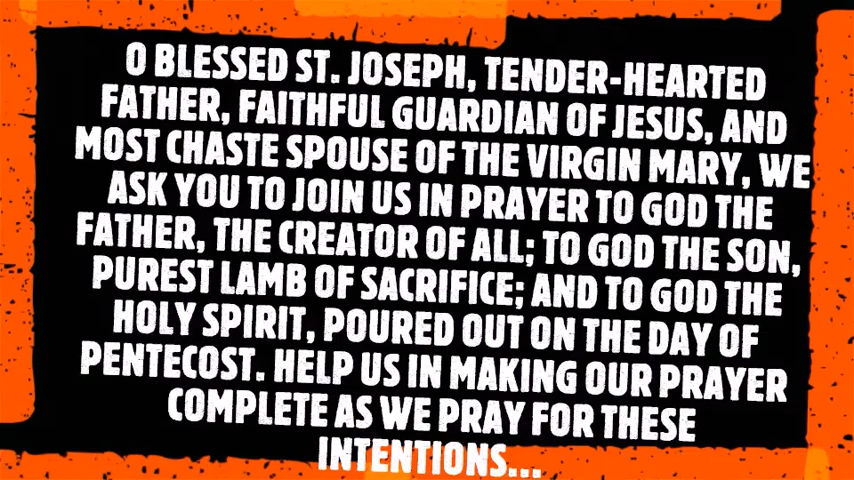 O BLESSED ST. JOSEPH, TENDER-HEARTED
FATHER, FAITHFUL GUARDIAN OF JESUS, AND
MOST CHASTE SPOUSE OF THE VIRGIN MARY, WE
ASK YOU TO JOIN US IN PRAYER TO GOD THE
FATHER, THE CREATOR OF ALL; TO GOD THE SON,
PUREST LAMB OF SACRIFICE; AND TO GOD THE
HOLY SPIRIT, POURED OUT ON THE DAY OF
PENTECOST. HELP US IN MAKING OUR PRAYER
COMPLETE AS WE PRAY FOR THESE
INTENTIONS...